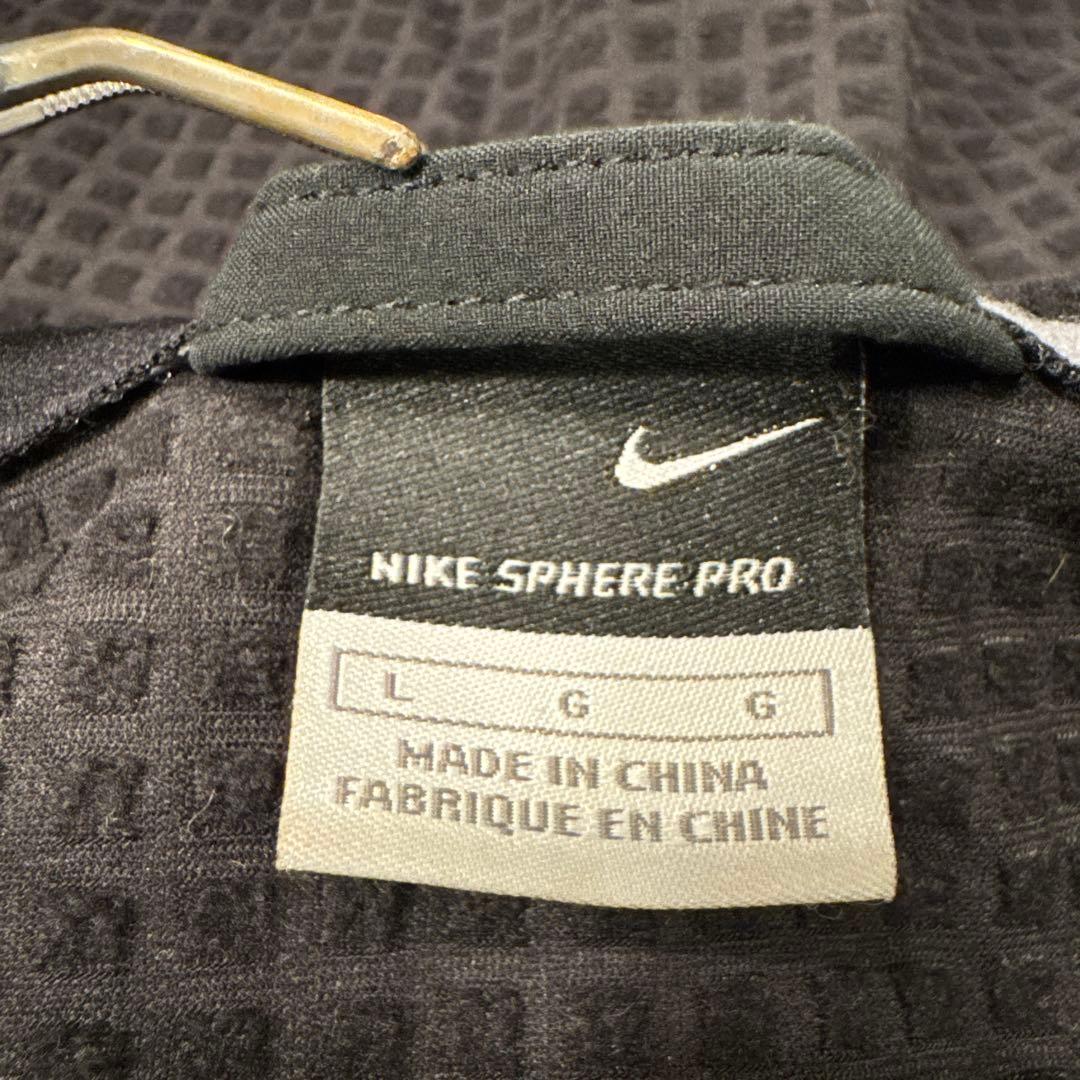 NIKE SPHERE PRO
L G G
MADE IN CHINA
FABRIQUE EN CHINE